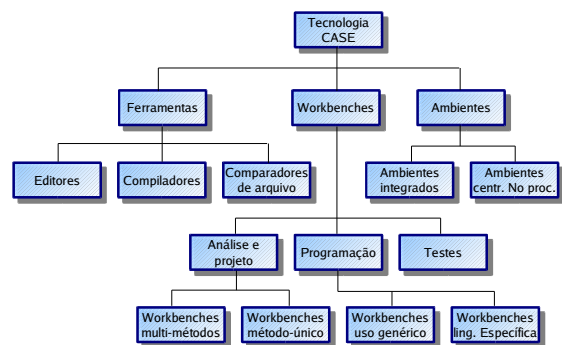 Tecnologia
CASE
Ferramentas
Workbenches
Ambientes
Editores
Compiladores
Comparadores
de arquivo
Ambientes
integrados
Ambientes
centr. No proc.
Análise e
projeto
Programação
Testes
Workbenches
multi-métodos
Workbenches
método-único
Workbenches
uso genérico
Workbenches
ling. Específica